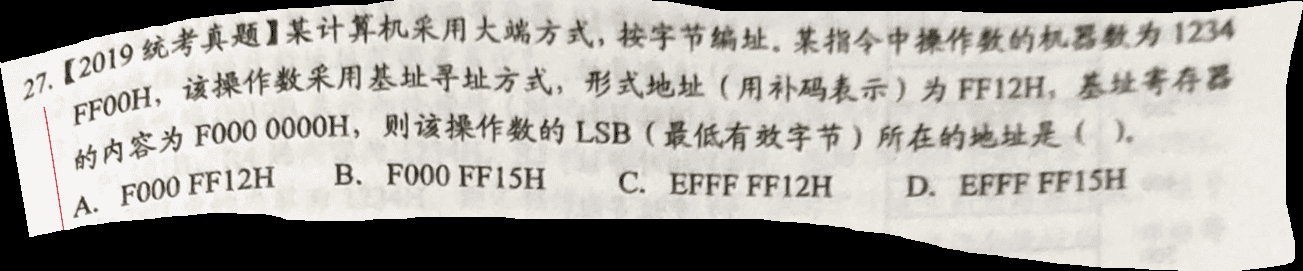 27.【2019 统考真题】某计算机采用大端方式，按字节编址。某指令中操作数的机器数为 1234
FF00H，该操作数采用基址寻址方式，形式地址（用补码表示）为 FF12H，基址寄存器
的内容为 F000 0000H，则该操作数的 LSB（最低有效字节）所在的地址是（ ）。
A. F000 FF12H B. F000 FF15H C. EFFF FF12H D. EFFF FF15H